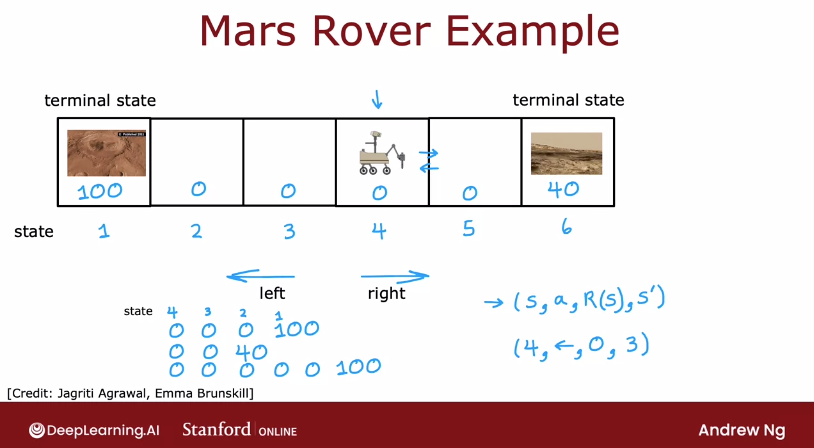 Mars Rover Example
terminal state terminal state
↓
→
←
100 0 0 0 0 40
state 1 2 3 4 5 6
← →
left right
state 4 3 2 1
0 0 0 100
0 0 40
0 0 0 0 0 100
→ (s, a, R(s), s')
(4, ←, 0, 3)
[Credit: Jagriti Agrawal, Emma Brunskill]
DeepLearning.AI Stanford | ONLINE Andrew Ng